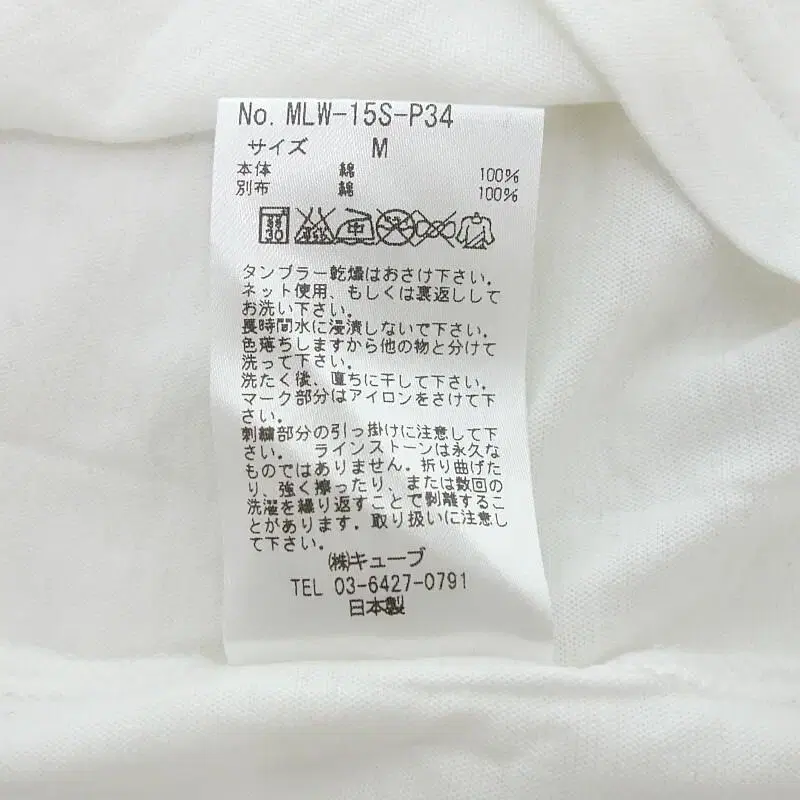 No. MLW-15S-P34
サイズ M
本体 綿 100%
別布 綿 100%
30 中
タンブラー乾燥はおさけ下さい。
ネット使用、もしくは裏返しして
お洗い下さい。
長時間水に浸漬しないで下さい。
色落ちしますから他の物と分けて
洗って下さい。
洗たく後、直ちに干して下さい。
マーク部分はアイロンをさけて下
さい。
刺繍部分の引っ掛けに注意して下
さい。 ラインストーンは永久な
ものではありません。折り曲げた
り、強く擦ったり、または数回の
洗濯を繰り返すことで剥離するこ
とがあります。取り扱いに注意し
て下さい。
㈱キューブ
TEL 03-6427-0791
日本製